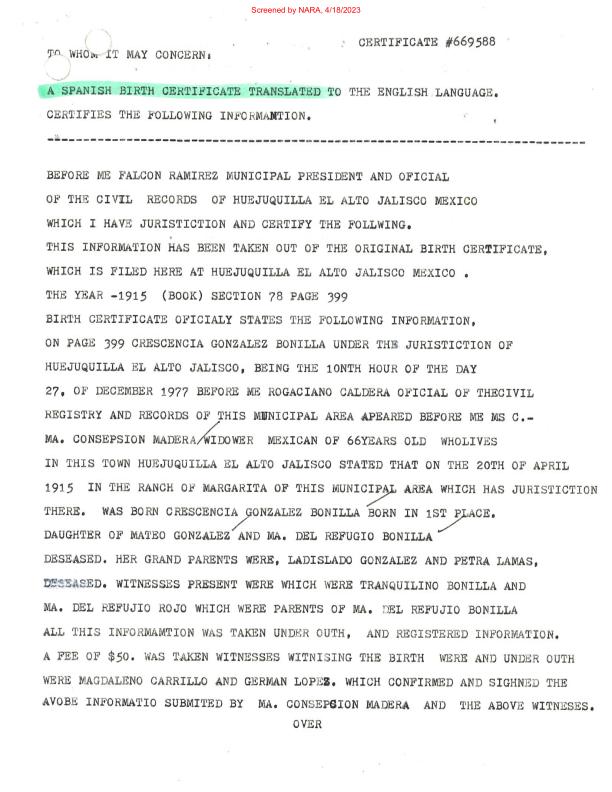 Screened by NARA, 4/18/2023
CERTIFICATE #669588
TO WHOM IT MAY CONCERN:
A SPANISH BIRTH CERTIFICATE TRANSLATED TO THE ENGLISH LANGUAGE.
CERTIFIES THE FOLLOWING INFORMAMTION.
BEFORE ME FALCON RAMIREZ MUNICIPAL PRESIDENT AND OFICIAL
OF THE CIVIL RECORDS OF HUEJUQUILLA EL ALTO JALISCO MEXICO
WHICH I HAVE JURISTICTION AND CERTIFY THE FOLLWING.
THIS INFORMATION HAS BEEN TAKEN OUT OF THE ORIGINAL BIRTH CERTIFICATE,
WHICH IS FILED HERE AT HUEJUQUILLA EL ALTO JALISCO MEXICO .
THE YEAR -1915 (BOOK) SECTION 78 PAGE 399
BIRTH CERTIFICATE OFICIALY STATES THE FOLLOWING INFORMATION,
ON PAGE 399 CRESCENCIA GONZALEZ BONILLA UNDER THE JURISTICTION OF
HUEJUQUILLA EL ALTO JALISCO, BEING THE 10NTH HOUR OF THE DAY
27, OF DECEMBER 1977 BEFORE ME ROGACIANO CALDERA OFICIAL OF THECIVIL
REGISTRY AND RECORDS OF THIS MUNICIPAL AREA APEARED BEFORE ME MS C.-
MA. CONSEPSION MADERA/WIDOWER MEXICAN OF 66YEARS OLD WHOLIVES
IN THIS TOWN HUEJUQUILLA EL ALTO JALISCO STATED THAT ON THE 20TH OF APRIL
1915 IN THE RANCH OF MARGARITA OF THIS MUNICIPAL AREA WHICH HAS JURISTICTION
THERE. WAS BORN CRESCENCIA GONZALEZ BONILLA BORN IN 1ST PLACE.
DAUGHTER OF MATEO GONZALEZ AND MA. DEL REFUGIO BONILLA
DESEASED. HER GRAND PARENTS WERE, LADISLADO GONZALEZ AND PETRA LAMAS,
DESEASED. WITNESSES PRESENT WERE WHICH WERE TRANQUILINO BONILLA AND
MA. DEL REFUJIO ROJO WHICH WERE PARENTS OF MA. DEL REFUJIO BONILLA
ALL THIS INFORMAMTION WAS TAKEN UNDER OUTH, AND REGISTERED INFORMATION.
A FEE OF $50. WAS TAKEN WITNESSES WITNISING THE BIRTH WERE AND UNDER OUTH
WERE MAGDALENO CARRILLO AND GERMAN LOPEZ. WHICH CONFIRMED AND SIGHNED THE
AVOBE INFORMATIO SUBMITED BY MA. CONSEPSION MADERA AND THE ABOVE WITNESES.
OVER